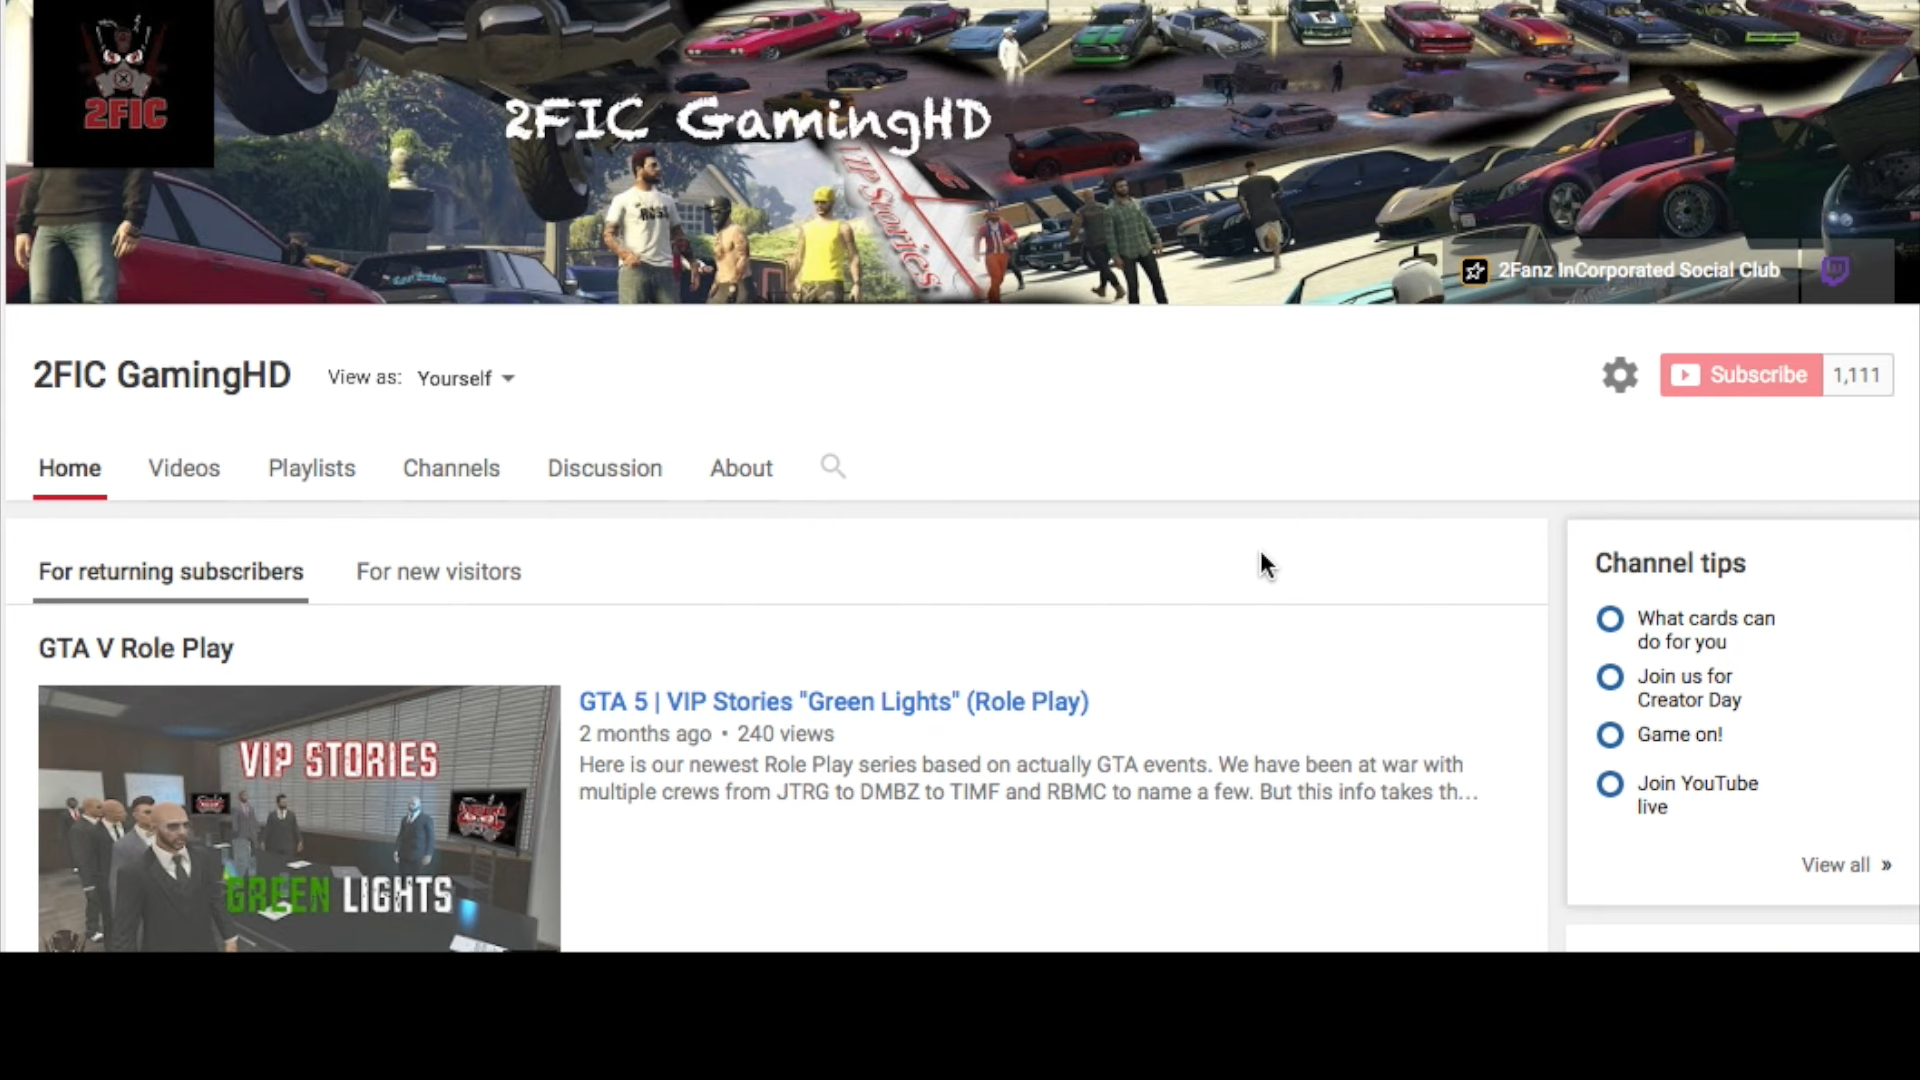 2FIC
2FIC GamingHD
VIP Stories
2Fanz InCorporated Social Club
2FIC GamingHD
View as: Yourself
Subscribe 1,111
Home Videos Playlists Channels Discussion About
For returning subscribers For new visitors
GTA V Role Play
VIP STORIES
GREEN LIGHTS
GTA 5 | VIP Stories "Green Lights" (Role Play)
2 months ago • 240 views
Here is our newest Role Play series based on actually GTA events. We have been at war with
multiple crews from JTRG to DMBZ to TIMF and RBMC to name a few. But this info takes th...
Channel tips
What cards can
do for you
Join us for
Creator Day
Game on!
Join YouTube
live
View all »